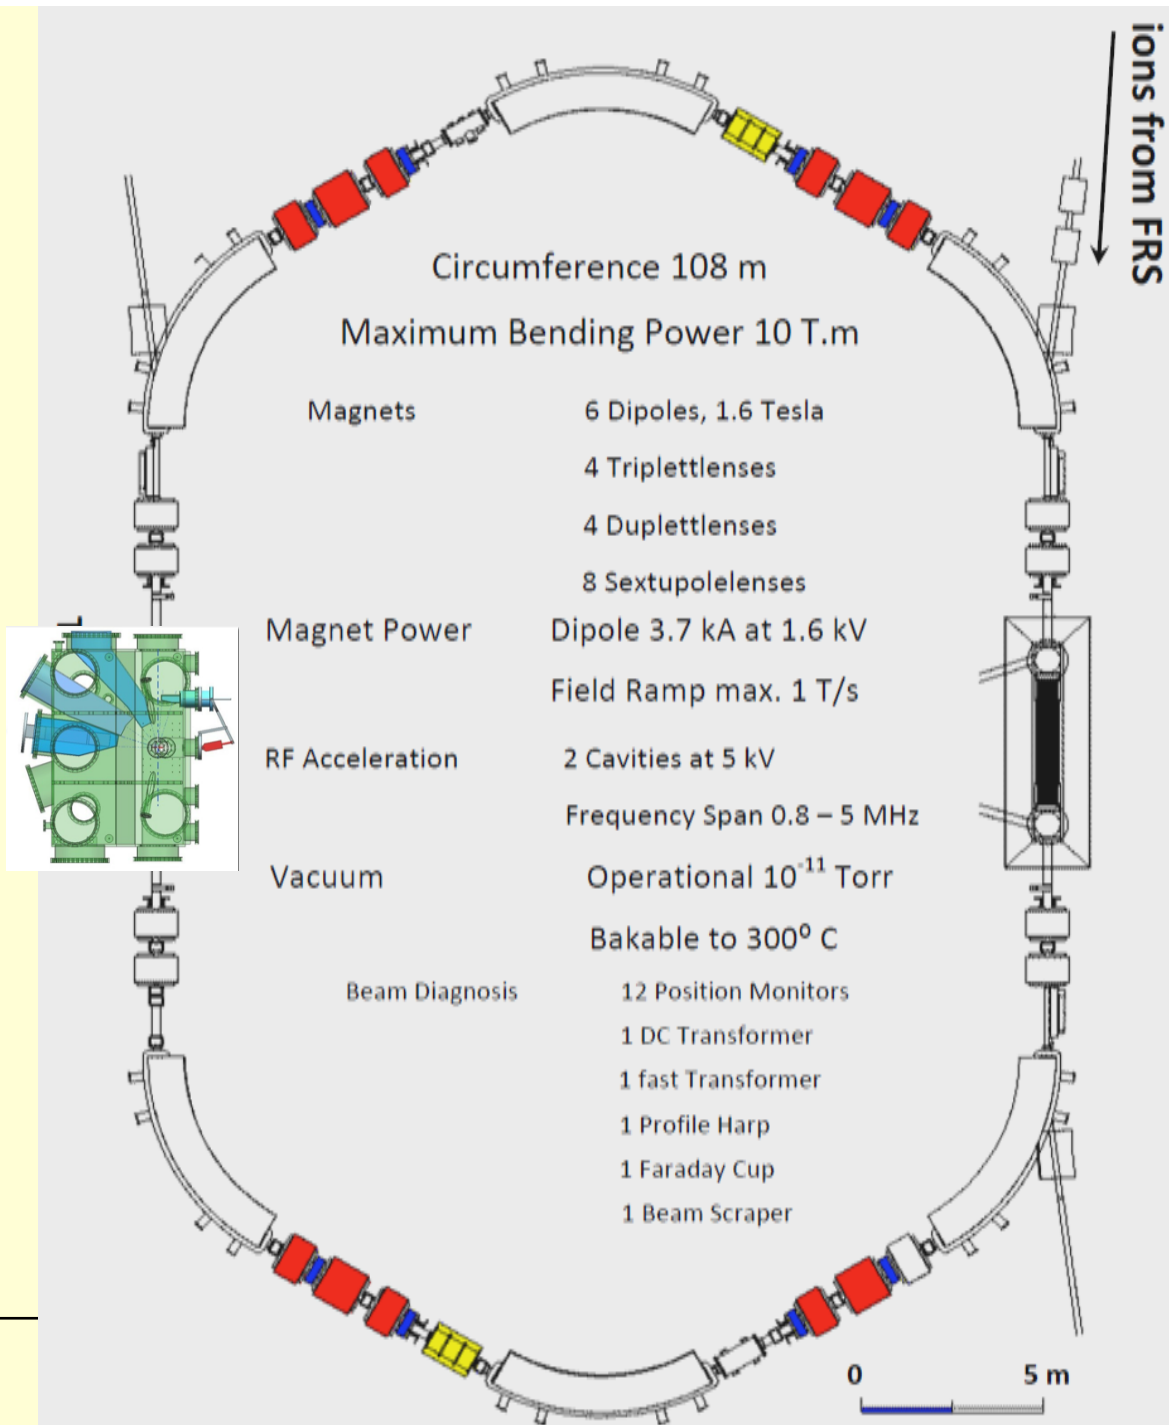 ions from FRS
Circumference 108 m
Maximum Bending Power 10 T.m
Magnets 6 Dipoles, 1.6 Tesla
4 Triplettlenses
4 Duplettlenses
8 Sextupolelenses
Magnet Power Dipole 3.7 kA at 1.6 kV
Field Ramp max. 1 T/s
RF Acceleration 2 Cavities at 5 kV
Frequency Span 0.8 – 5 MHz
Vacuum Operational 10⁻¹¹ Torr
Bakable to 300⁰ C
Beam Diagnosis 12 Position Monitors
1 DC Transformer
1 fast Transformer
1 Profile Harp
1 Faraday Cup
1 Beam Scraper
0 5 m